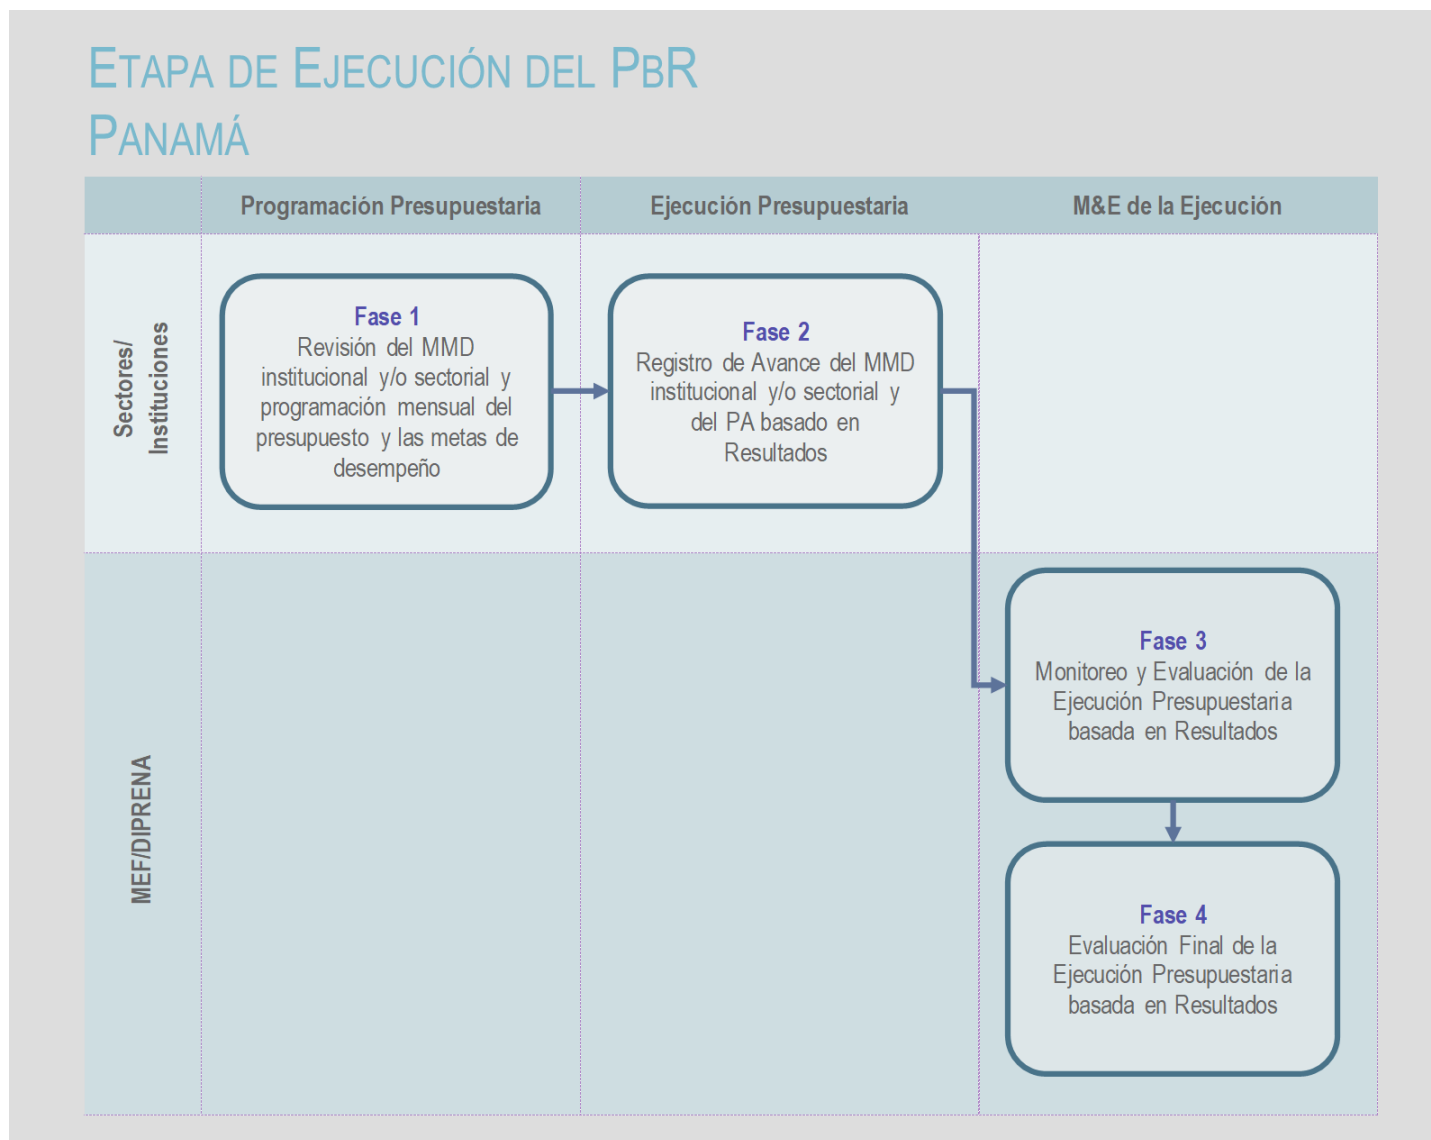 ETAPA DE EJECUCIÓN DEL PBR
PANAMÁ
Programación Presupuestaria
Ejecución Presupuestaria
M&E de la Ejecución
Sectores/
Instituciones
Fase 1
Revisión del MMD
institucional y/o sectorial y
programación mensual del
presupuesto y las metas de
desempeño
Fase 2
Registro de Avance del MMD
institucional y/o sectorial y
del PA basado en
Resultados
MEF/DIPRENA
Fase 3
Monitoreo y Evaluación de la
Ejecución Presupuestaria
basada en Resultados
Fase 4
Evaluación Final de la
Ejecución Presupuestaria
basada en Resultados